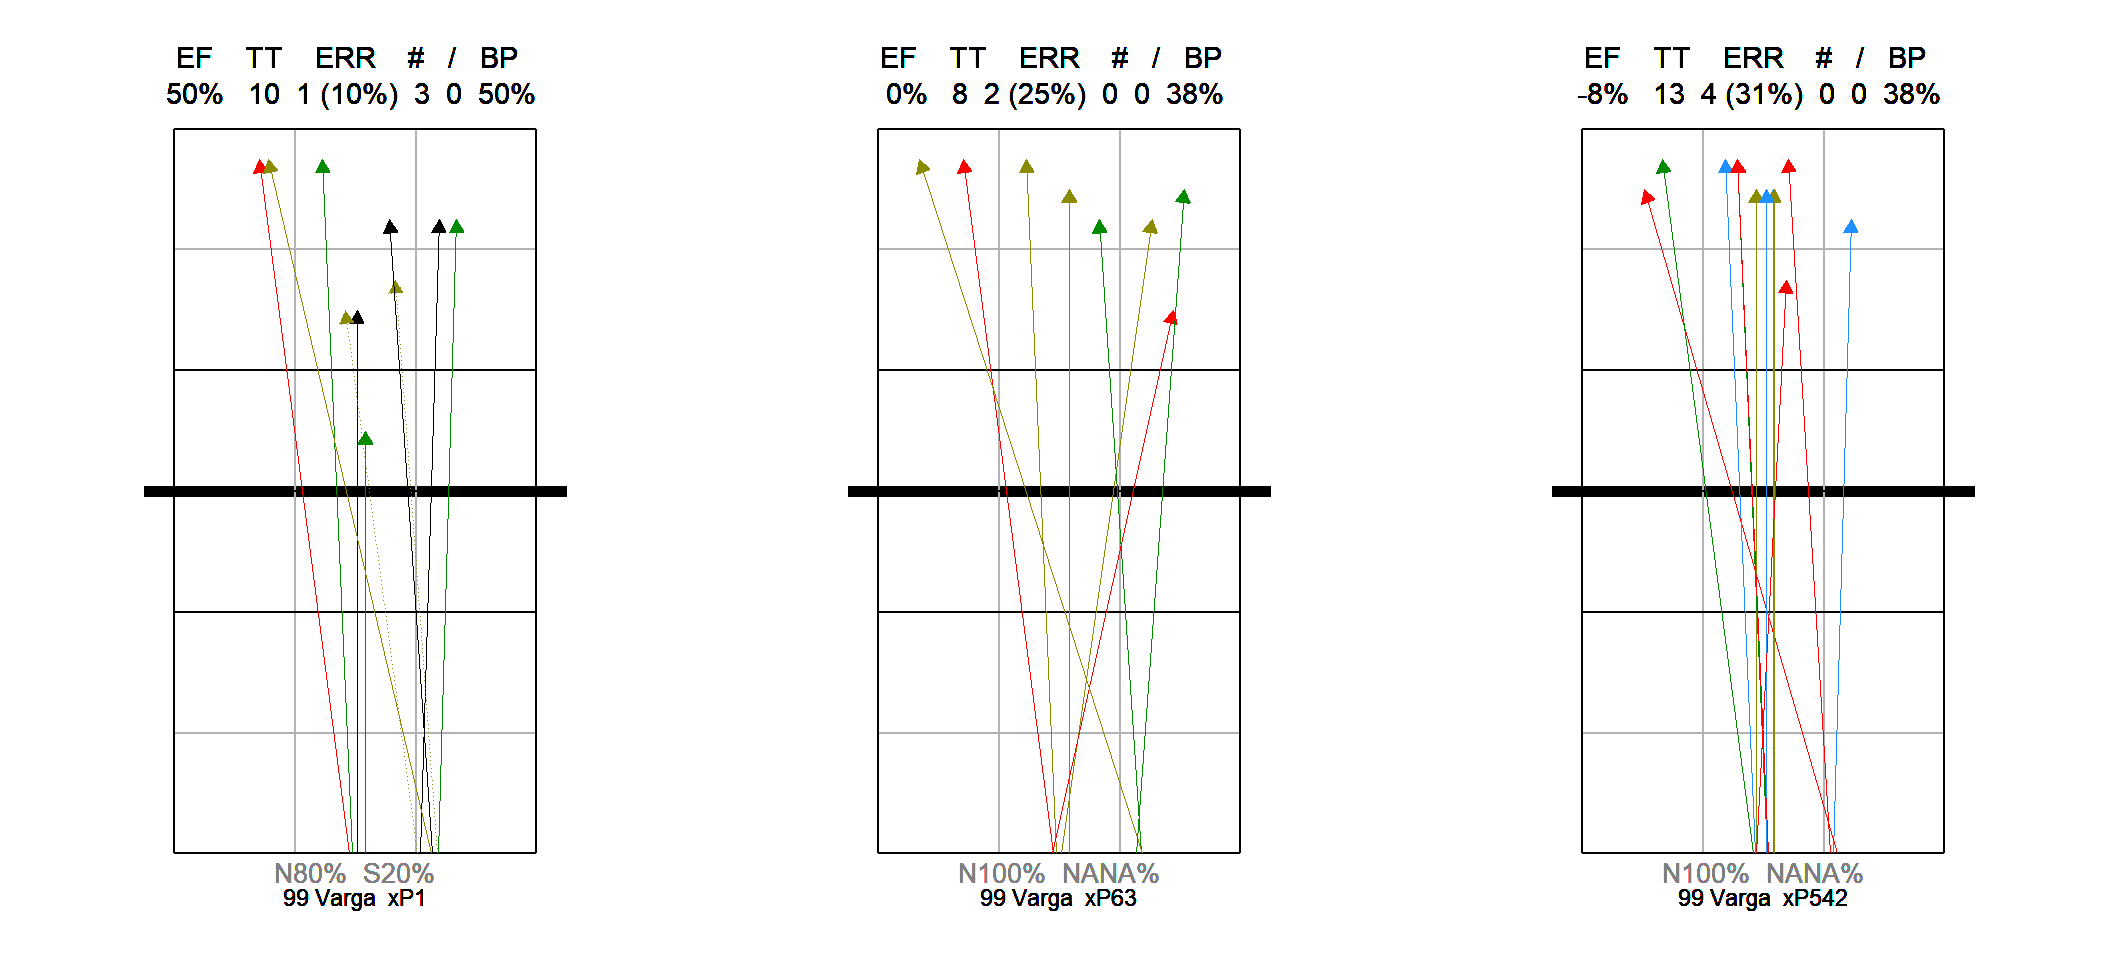 EF TT ERR # / BP
50% 10 1 (10%) 3 0 50%
N80% S20%
99 Varga xP1
EF TT ERR # / BP
0% 8 2 (25%) 0 0 38%
N100% NANA%
99 Varga xP63
EF TT ERR # / BP
-8% 13 4 (31%) 0 0 38%
N100% NANA%
99 Varga xP542